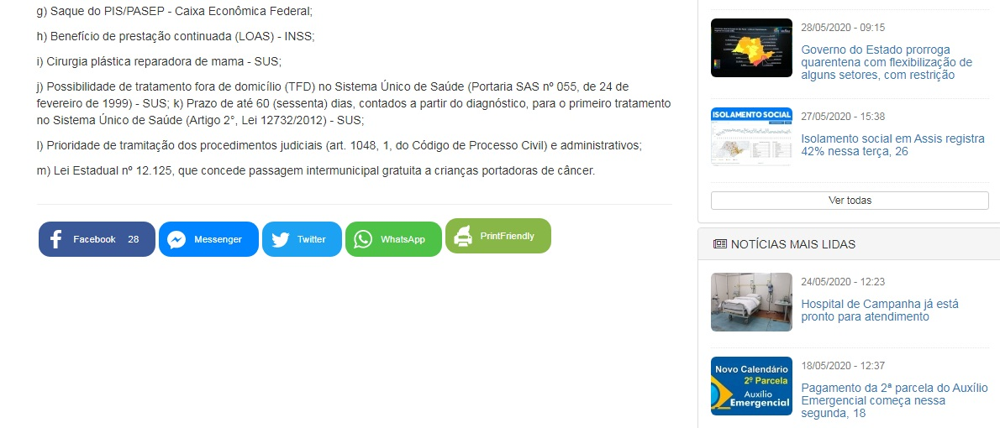 g) Saque do PIS/PASEP - Caixa Econômica Federal;
h) Benefício de prestação continuada (LOAS) - INSS;
i) Cirurgia plástica reparadora de mama - SUS;
j) Possibilidade de tratamento fora de domicílio (TFD) no Sistema Único de Saúde (Portaria SAS nº 055, de 24 de
fevereiro de 1999) - SUS; k) Prazo de até 60 (sessenta) dias, contados a partir do diagnóstico, para o primeiro tratamento
no Sistema Único de Saúde (Artigo 2°, Lei 12732/2012) - SUS;
l) Prioridade de tramitação dos procedimentos judiciais (art. 1048, 1, do Código de Processo Civil) e administrativos;
m) Lei Estadual nº 12.125, que concede passagem intermunicipal gratuita a crianças portadoras de câncer.
Facebook 28
Messenger
Twitter
WhatsApp
PrintFriendly
28/05/2020 - 09:15
Governo do Estado prorroga
quarentena com flexibilização de
alguns setores, com restrição
ISOLAMENTO SOCIAL
27/05/2020 - 15:38
Isolamento social em Assis registra
42% nessa terça, 26
Ver todas
NOTÍCIAS MAIS LIDAS
24/05/2020 - 12:23
Hospital de Campanha já está
pronto para atendimento
Novo Calendário
2º Parcela
Auxílio
Emergencial
18/05/2020 - 12:37
Pagamento da 2ª parcela do Auxílio
Emergencial começa nessa
segunda, 18